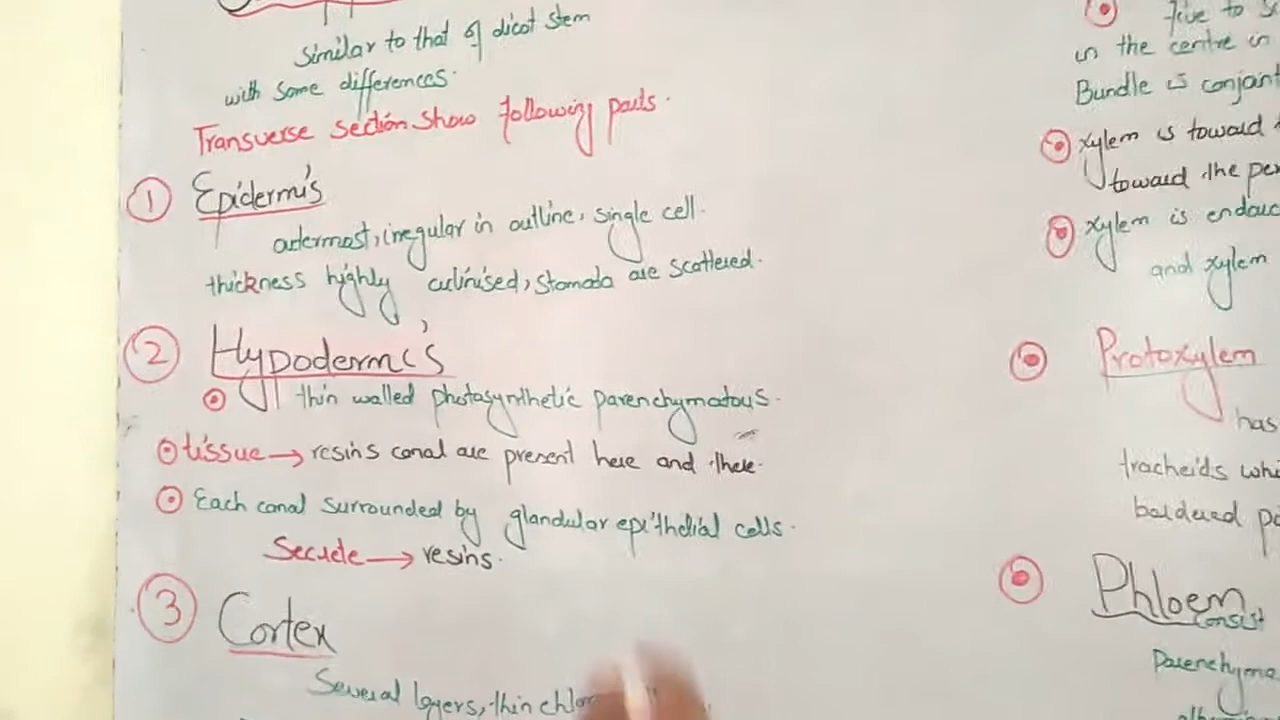 Similar to that of dicot stem
with some differences.
Transverse section show following parts.
① Epidermis
outermost, irregular in outline, single cell.
thickness highly cutinised, stomata are scattered.
② Hypodermis
thin walled photosynthetic parenchymatous.
tissue → resins canal are present here and there.
Each canal surrounded by glandular epithelial cells.
Secrete → resins.
③ Cortex
Several layers, thin
five to
in the centre in
Bundle is
xylem is toward
toward the
xylem is
and xylem
Protoxylem
has
tracheids
bordered
Phloem
consist